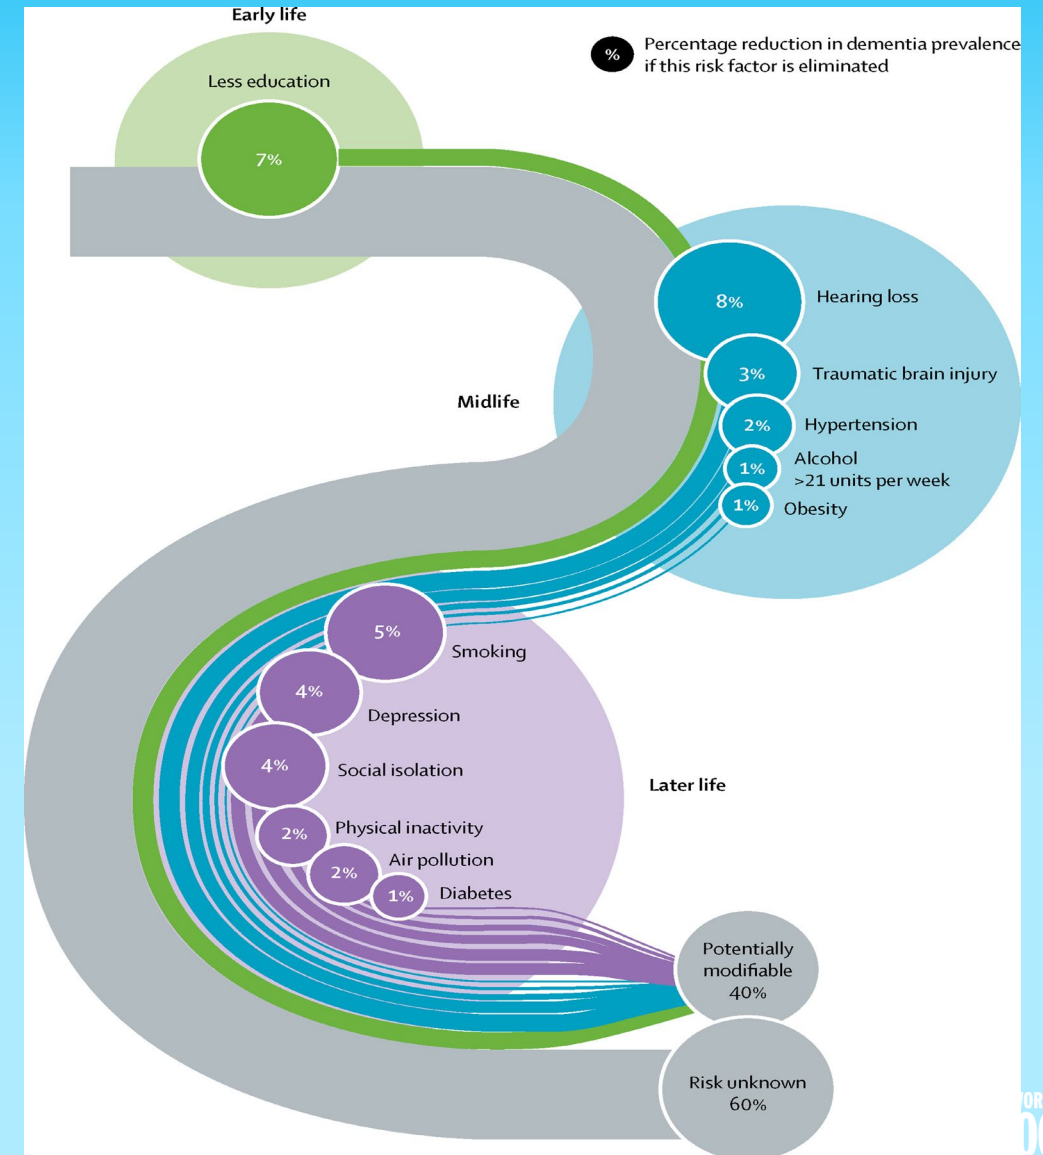 Early life
% Percentage reduction in dementia prevalence
if this risk factor is eliminated
Less education
7%
8% Hearing loss
3% Traumatic brain injury
Midlife
2% Hypertension
1% Alcohol
>21 units per week
1% Obesity
5% Smoking
4% Depression
4% Social isolation
Later life
2% Physical inactivity
2% Air pollution
1% Diabetes
Potentially
modifiable
40%
Risk unknown
60%